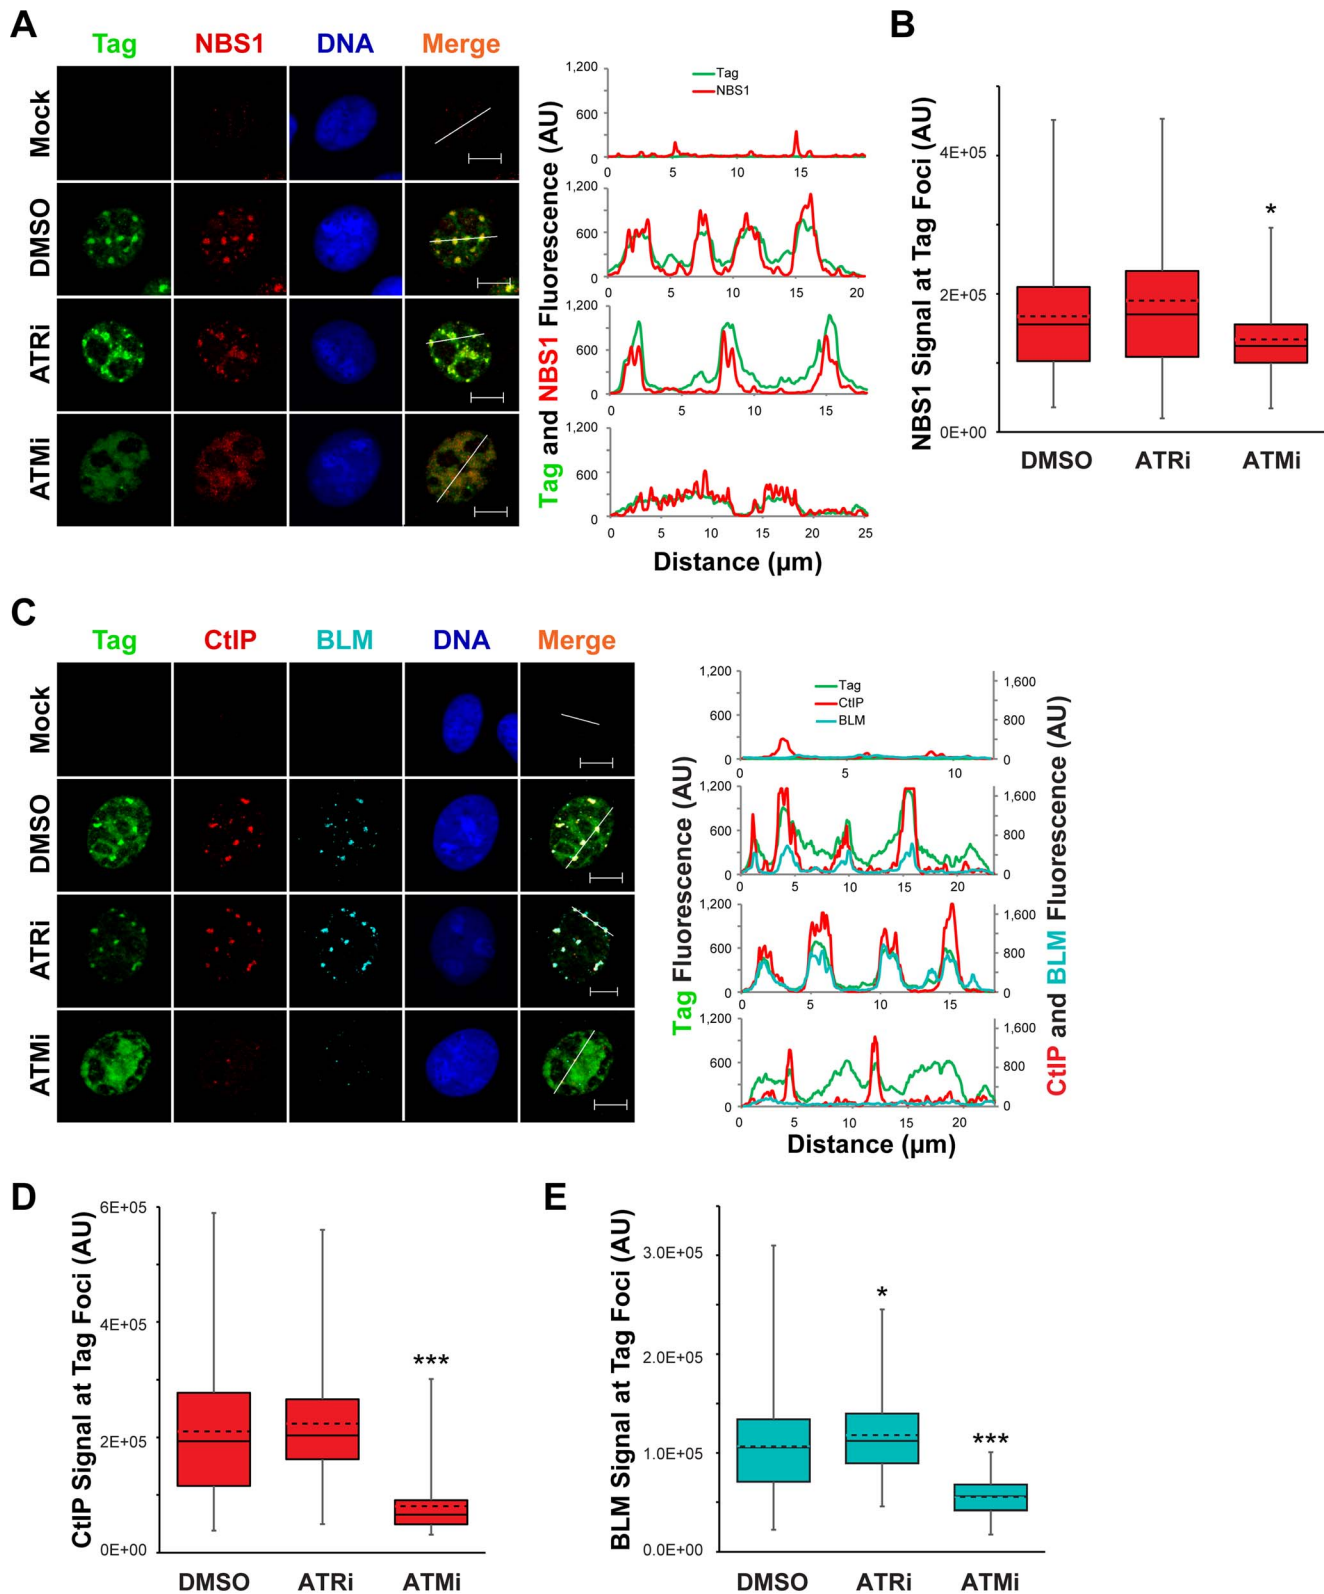 A
Tag NBS1 DNA Merge
Mock
DMSO
ATRi
ATMi
Tag and NBS1 Fluorescence (AU)
Tag
NBS1
1,200
600
0
0 5 10 15
1,200
600
0
0 5 10 15 20
1,200
600
0
0 5 10 15
1,200
600
0
0 5 10 15 20 25
Distance (µm)
B
NBS1 Signal at Tag Foci (AU)
4E+05
2E+05
0E+00
*
DMSO ATRi ATMi
C
Tag CtIP BLM DNA Merge
Mock
DMSO
ATRi
ATMi
Tag Fluorescence (AU)
CtIP and BLM Fluorescence (AU)
Tag
CtIP
BLM
1,200 1,600
600 800
0 0
0 5 10
1,200 1,600
600 800
0 0
0 5 10 15 20
1,200 1,600
600 800
0 0
0 5 10 15
1,200 1,600
600 800
0 0
0 5 10 15 20
Distance (µm)
D
CtIP Signal at Tag Foci (AU)
6E+05
4E+05
2E+05
0E+00
***
DMSO ATRi ATMi
E
BLM Signal at Tag Foci (AU)
3.0E+05
2.0E+05
1.0E+05
0.0E+00
*
***
DMSO ATRi ATMi